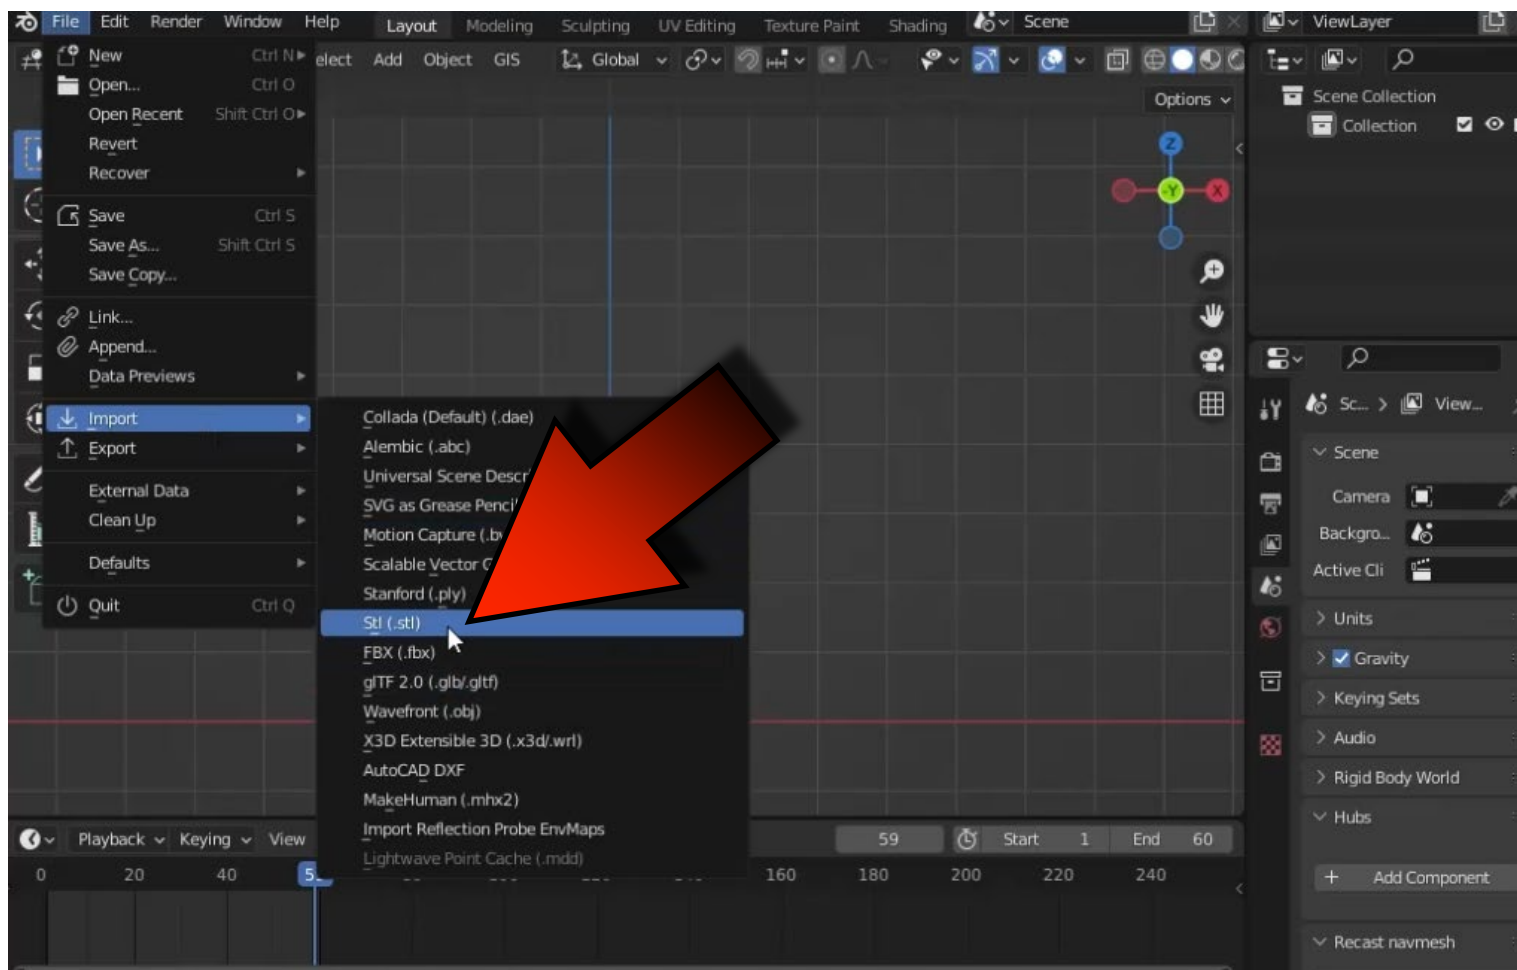 File Edit Render Window Help Layout Modeling Sculpting UV Editing Texture Paint Shading Scene ViewLayer
elect Add Object GIS Global
Options
New Ctrl N
Open... Ctrl O
Open Recent Shift Ctrl O
Revert
Recover
Save Ctrl S
Save As... Shift Ctrl S
Save Copy...
Link...
Append...
Data Previews
Import
Export
External Data
Clean Up
Defaults
Quit Ctrl Q
Collada (Default) (.dae)
Alembic (.abc)
Universal Scene Descr
SVG as Grease Penci
Motion Capture (.bv
Scalable Vector G
Stanford (.ply)
Stl (.stl)
FBX (.fbx)
glTF 2.0 (.glb/.gltf)
Wavefront (.obj)
X3D Extensible 3D (.x3d/.wrl)
AutoCAD DXF
MakeHuman (.mhx2)
Import Reflection Probe EnvMaps
Lightwave Point Cache (.mdd)
Z
-Y X
Scene Collection
Collection
Sc... > View...
Scene
Camera
Backgro...
Active Cli
Units
Gravity
Keying Sets
Audio
Rigid Body World
Hubs
+ Add Component
Recast navmesh
Playback Keying View 59 Start 1 End 60
0 20 40 160 180 200 220 240